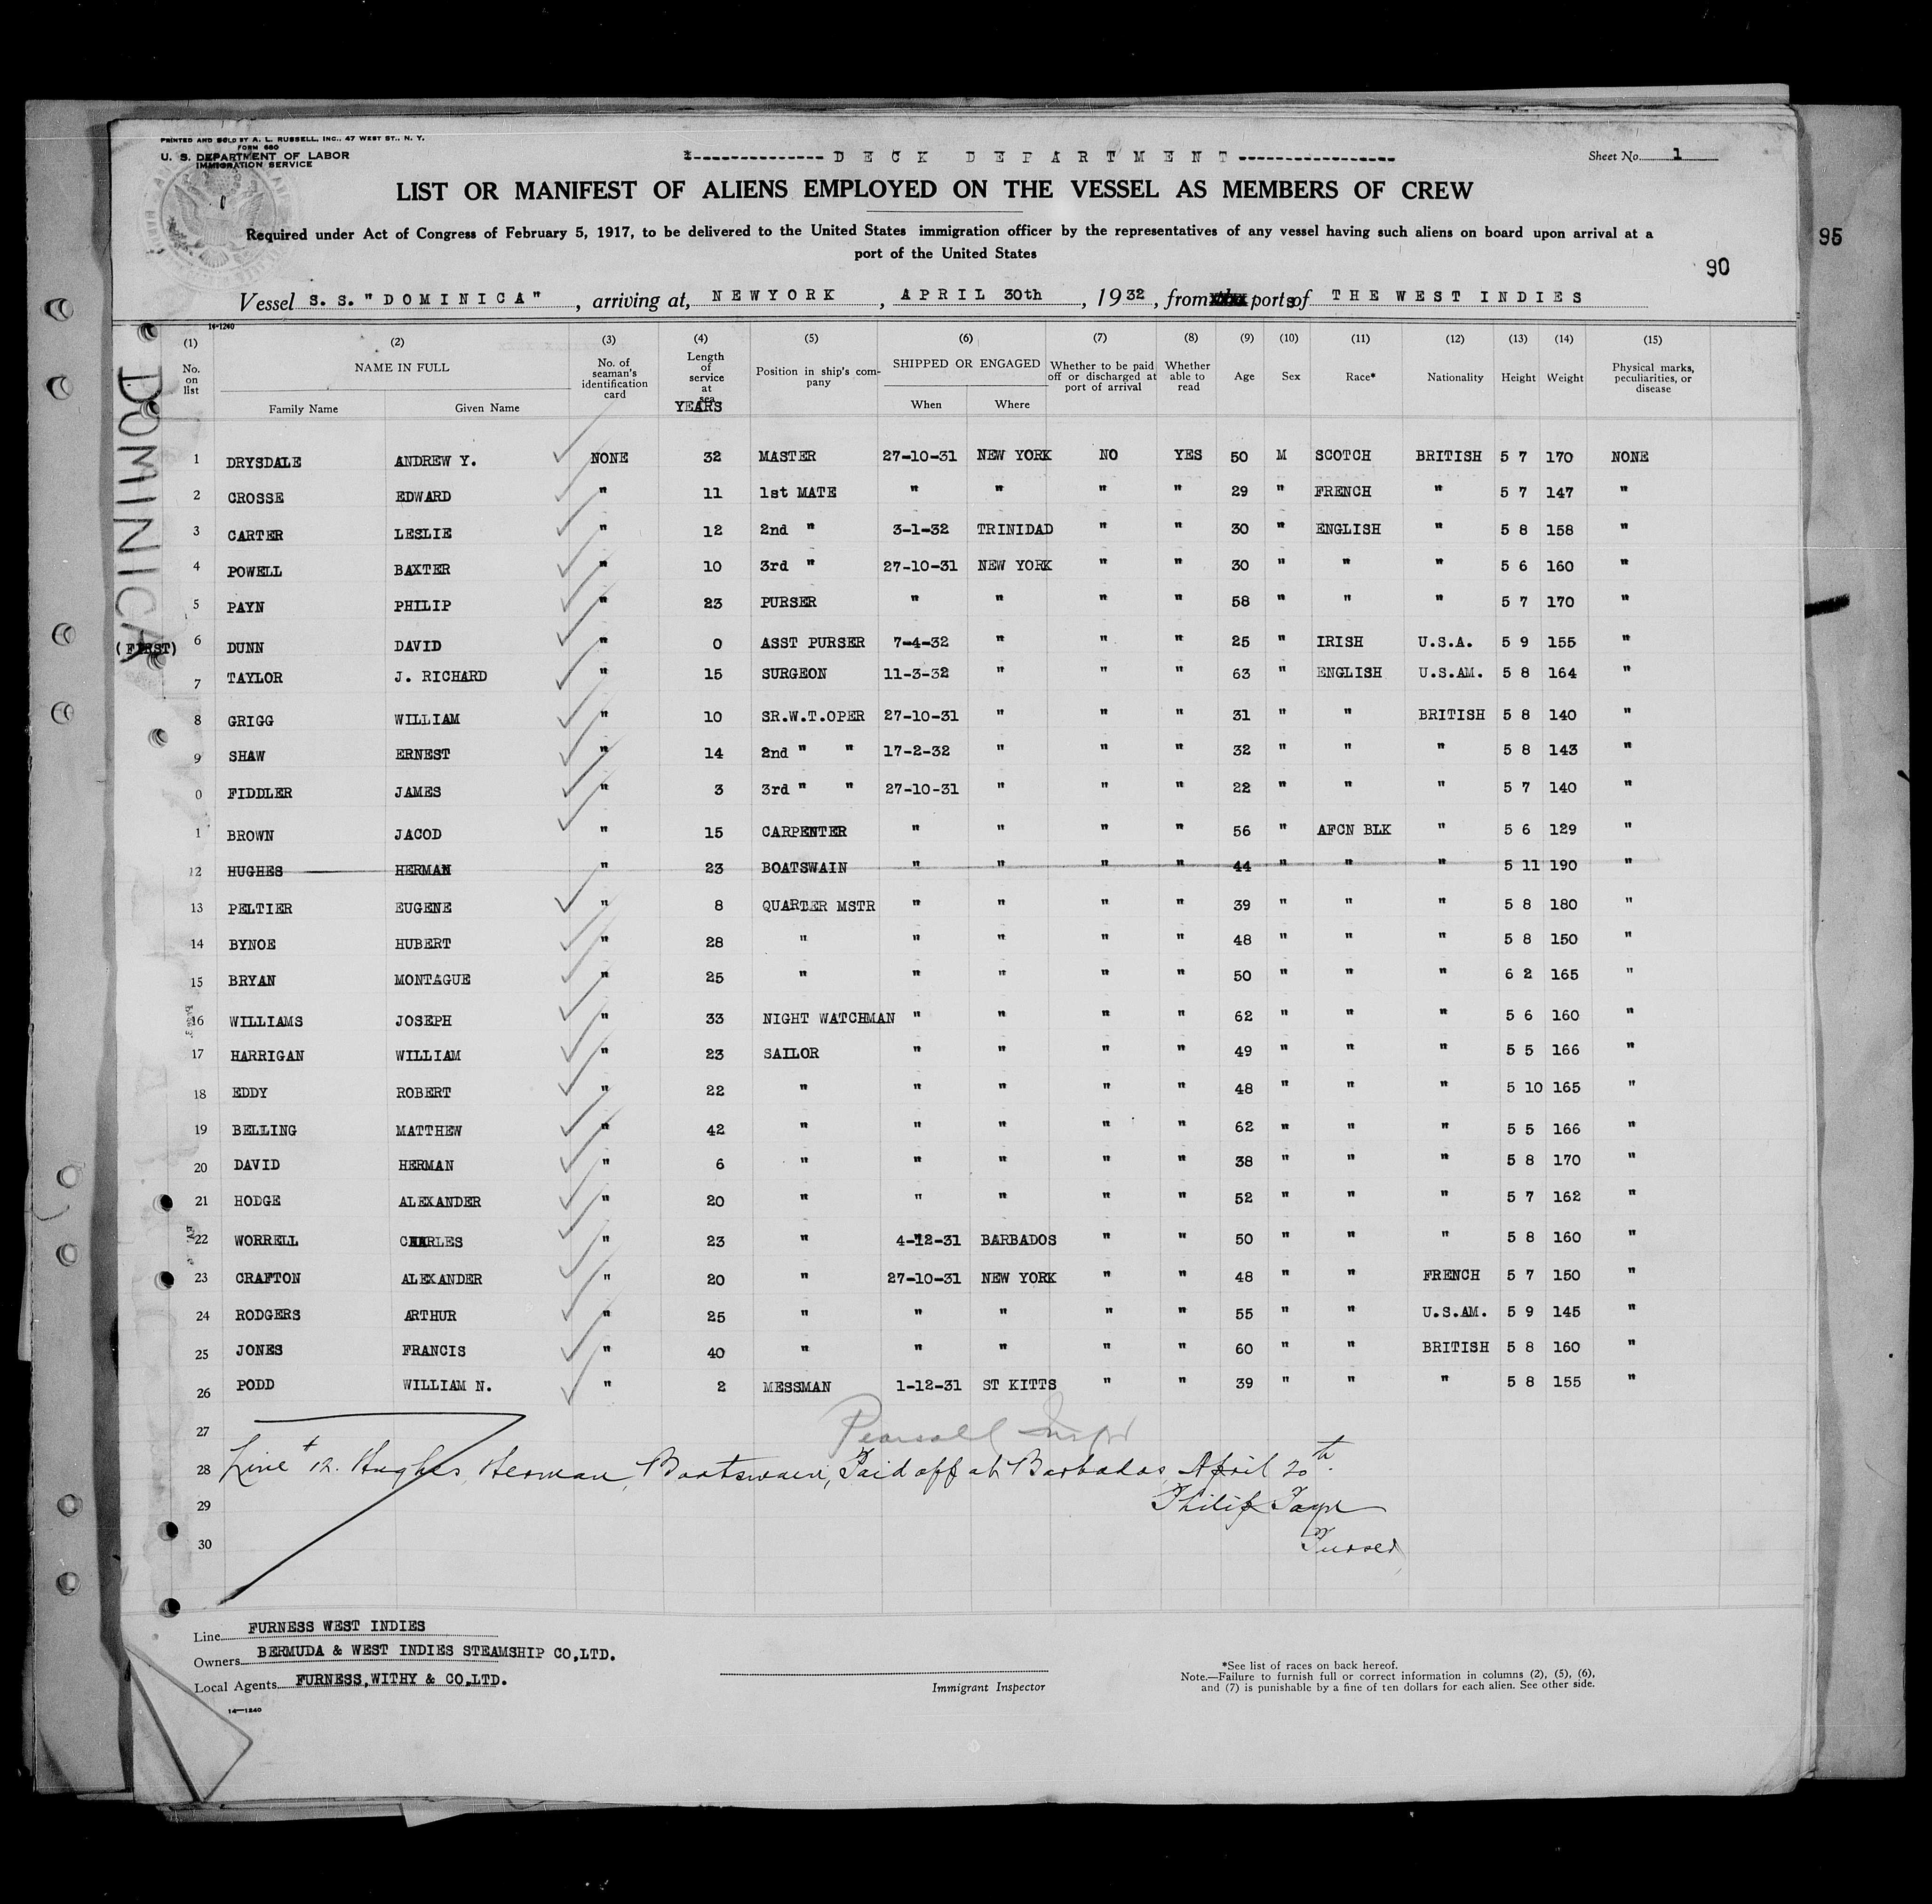 PRINTED AND SOLD BY A. L. RUSSELL, INC., 47 WEST ST., N. Y.
FORM 680
U. S. DEPARTMENT OF LABOR
IMMIGRATION SERVICE
DECK DEPARTMENT
Sheet No. 1
LIST OR MANIFEST OF ALIENS EMPLOYED ON THE VESSEL AS MEMBERS OF CREW
Required under Act of Congress of February 5, 1917, to be delivered to the United States immigration officer by the representatives of any vessel having such aliens on board upon arrival at a
port of the United States
95
90
Vessel S. S. "DOMINICA", arriving at, NEWYORK, APRIL 30th, 1932, from ports of THE WEST INDIES
14-1240
DOMINICA
(1) (2) (3) (4) (5) (6) (7) (8) (9) (10) (11) (12) (13) (14) (15)
No. on list NAME IN FULL No. of seaman's identification card Length of service at sea YEARS Position in ship's company SHIPPED OR ENGAGED Whether to be paid off or discharged at port of arrival Whether able to read Age Sex Race* Nationality Height Weight Physical marks, peculiarities, or disease
Family Name Given Name When Where
1 DRYSDALE ANDREW Y. NONE 32 MASTER 27-10-31 NEW YORK NO YES 50 M SCOTCH BRITISH 5 7 170 NONE
2 CROSSE EDWARD " 11 1st MATE " " " " 29 " FRENCH " 5 7 147 "
3 CARTER LESLIE " 12 2nd " 3-1-32 TRINIDAD " " 30 " ENGLISH " 5 8 158 "
4 POWELL BAXTER " 10 3rd " 27-10-31 NEW YORK " " 30 " " " 5 6 160 "
5 PAYN PHILIP " 23 PURSER " " " " 58 " " " 5 7 170 "
(FIRST) 6 DUNN DAVID " 0 ASST PURSER 7-4-32 " " " 25 " IRISH U.S.A. 5 9 155 "
7 TAYLOR J. RICHARD " 15 SURGEON 11-3-32 " " " 63 " ENGLISH U.S.AM. 5 8 164 "
8 GRIGG WILLIAM " 10 SR.W.T.OPER 27-10-31 " " " 31 " " BRITISH 5 8 140 "
9 SHAW ERNEST " 14 2nd " " 17-2-32 " " " 32 " " " 5 8 143 "
0 FIDDLER JAMES " 3 3rd " " 27-10-31 " " " 22 " " " 5 7 140 "
1 BROWN JACOD " 15 CARPENTER " " " " 56 " AFCN BLK " 5 6 129 "
12 HUGHES HERMAN " 23 BOATSWAIN " " " " 44 " " " 5 11 190 "
13 PELTIER EUGENE " 8 QUARTER MSTR " " " " 39 " " " 5 8 180 "
14 BYNOE HUBERT " 28 " " " " " 48 " " " 5 8 150 "
15 BRYAN MONTAGUE " 25 " " " " " 50 " " " 6 2 165 "
16 WILLIAMS JOSEPH " 33 NIGHT WATCHMAN " " " " 62 " " " 5 6 160 "
17 HARRIGAN WILLIAM " 23 SAILOR " " " " 49 " " " 5 5 166 "
18 EDDY ROBERT " 22 " " " " " 48 " " " 5 10 165 "
19 BELLING MATTHEW " 42 " " " " " 62 " " " 5 5 166 "
20 DAVID HERMAN " 6 " " " " " 38 " " " 5 8 170 "
21 HODGE ALEXANDER " 20 " " " " " 52 " " " 5 7 162 "
22 WORRELL CHARLES " 23 " 4-12-31 BARBADOS " " 50 " " " 5 8 160 "
23 CRAFTON ALEXANDER " 20 " 27-10-31 NEW YORK " " 48 " " FRENCH 5 7 150 "
24 RODGERS ARTHUR " 25 " " " " " 55 " " U.S.AM. 5 9 145 "
25 JONES FRANCIS " 40 " " " " " 60 " " BRITISH 5 8 160 "
26 PODD WILLIAM N. " 2 MESSMAN 1-12-31 ST KITTS " " 39 " " " 5 8 155 "
27 Pearsall Inspr
28 Line # 12. Hughes Herman, Boatswain, Paid off at Barbados April 20th.
29 Philip Payn
30 Purser
Line FURNESS WEST INDIES
Owners BERMUDA & WEST INDIES STEAMSHIP CO,LTD.
Local Agents FURNESS, WITHY & CO,LTD.
Immigrant Inspector
*See list of races on back hereof.
Note.—Failure to furnish full or correct information in columns (2), (5), (6),
and (7) is punishable by a fine of ten dollars for each alien. See other side.
14-1240